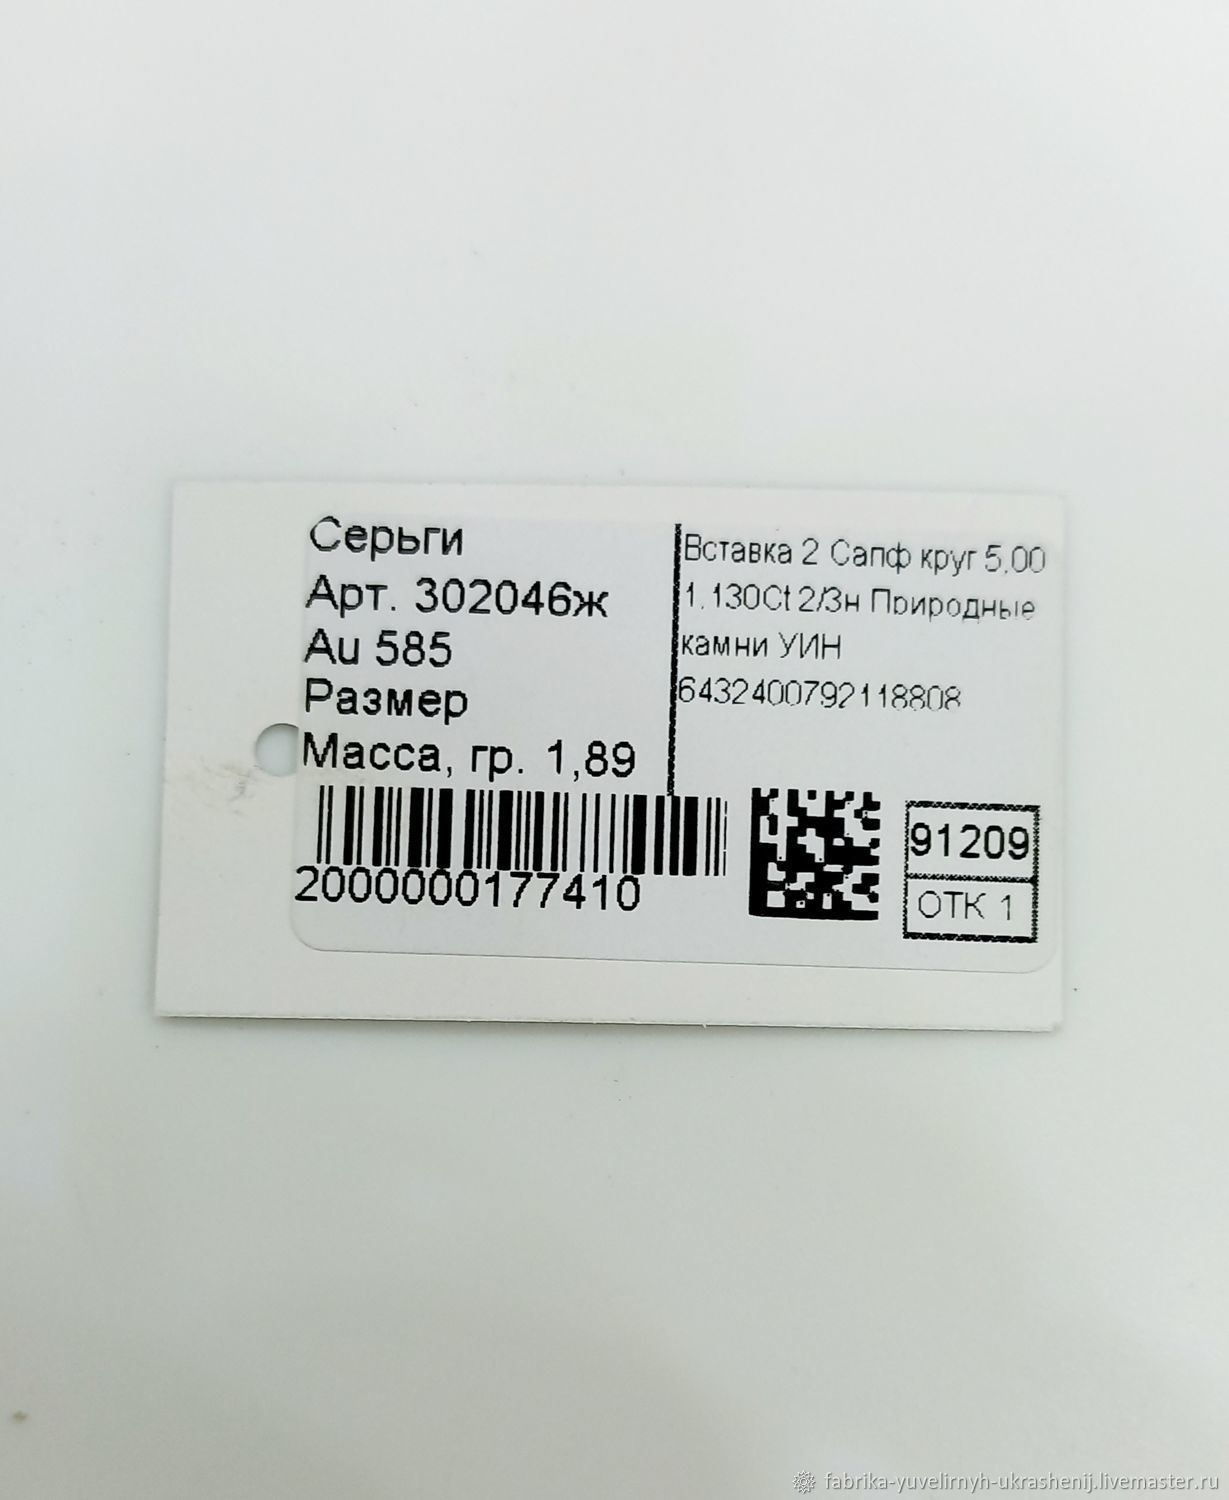 Серьги
Арт. 302046ж
Au 585
Размер
Масса, гр. 1,89
2000000177410
Вставка 2 Сапф круг 5,00
1,130Ct 2/3н Природные
камни УИН
6432400792118808
91209
ОТК 1
fabrika-yuvelirnyh-ukrashenij.livemaster.ru